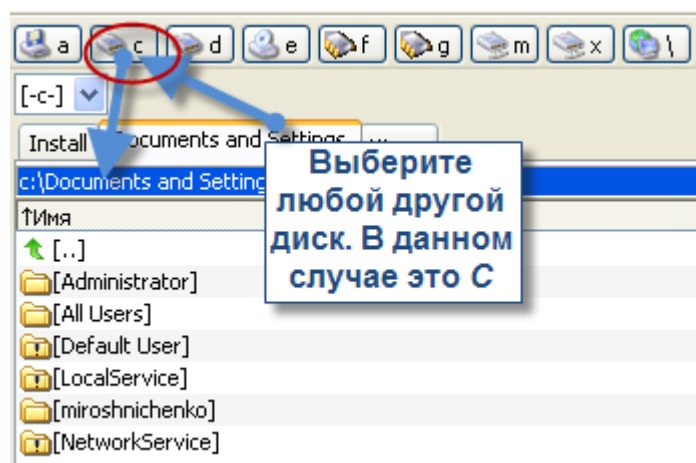 a c d e f g m x \
[-c-]
Install Documents and Settings ...
c:\Documents and Setting
↑Имя
[..]
[Administrator]
[All Users]
[Default User]
[LocalService]
[miroshnichenko]
[NetworkService]
Выберите
любой другой
диск. В данном
случае это C